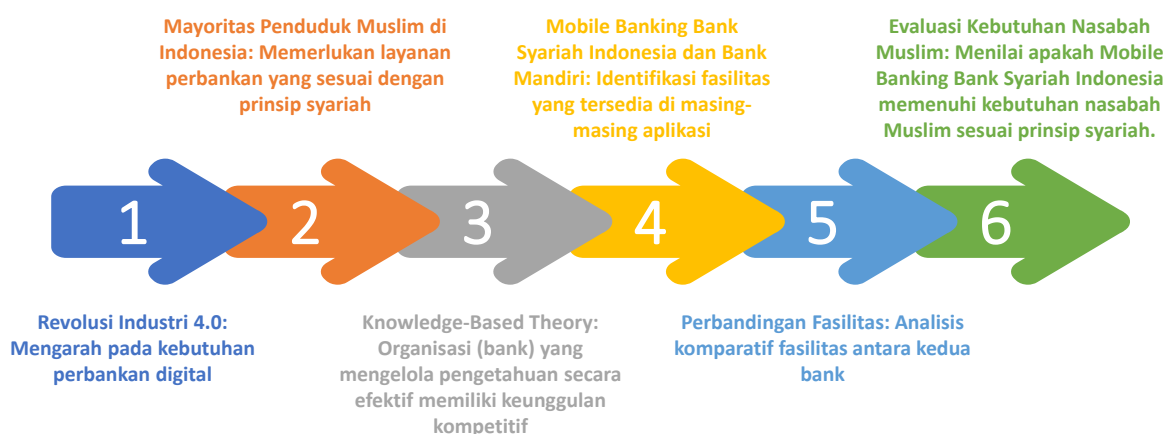 Mayoritas Penduduk Muslim di
Indonesia: Memerlukan layanan
perbankan yang sesuai dengan
prinsip syariah
Mobile Banking Bank
Syariah Indonesia dan Bank
Mandiri: Identifikasi fasilitas
yang tersedia di masing-
masing aplikasi
Evaluasi Kebutuhan Nasabah
Muslim: Menilai apakah Mobile
Banking Bank Syariah Indonesia
memenuhi kebutuhan nasabah
Muslim sesuai prinsip syariah.
1
2
3
4
5
6
Revolusi Industri 4.0:
Mengarah pada kebutuhan
perbankan digital
Knowledge-Based Theory:
Organisasi (bank) yang
mengelola pengetahuan secara
efektif memiliki keunggulan
kompetitif
Perbandingan Fasilitas: Analisis
komparatif fasilitas antara kedua
bank